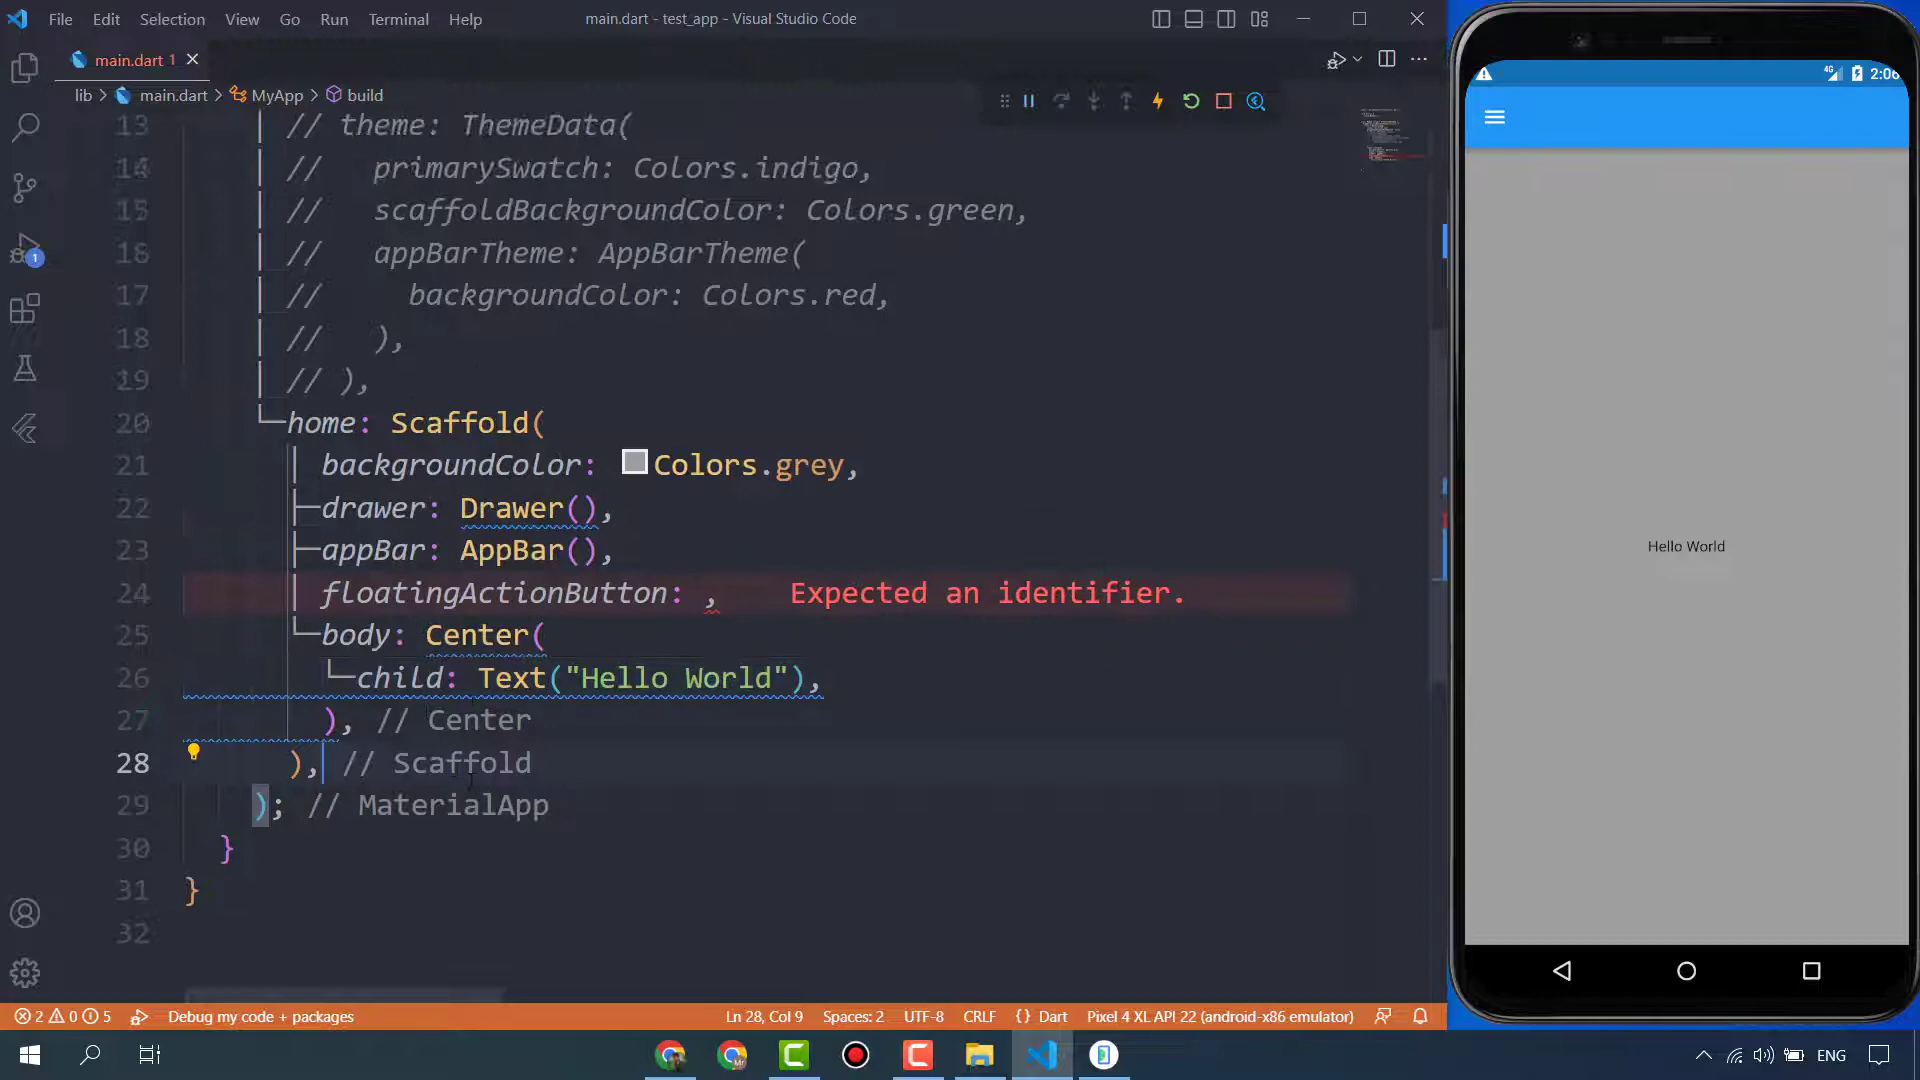 File Edit Selection View Go Run Terminal Help
main.dart - test_app - Visual Studio Code
main.dart 1
lib > main.dart > MyApp > build
13 // theme: ThemeData(
14 // primarySwatch: Colors.indigo,
15 // scaffoldBackgroundColor: Colors.green,
16 // appBarTheme: AppBarTheme(
17 // backgroundColor: Colors.red,
18 // ),
19 // ),
20 home: Scaffold(
21 backgroundColor: Colors.grey,
22 drawer: Drawer(),
23 appBar: AppBar(),
24 floatingActionButton: , Expected an identifier.
25 body: Center(
26 child: Text("Hello World"),
27 ), // Center
28 ), // Scaffold
29 ); // MaterialApp
30 }
31 }
32
1
2 0 5 Debug my code + packages
Ln 28, Col 9 Spaces: 2 UTF-8 CRLF {} Dart Pixel 4 XL API 22 (android-x86 emulator)
ENG
4G 2:06
Hello World